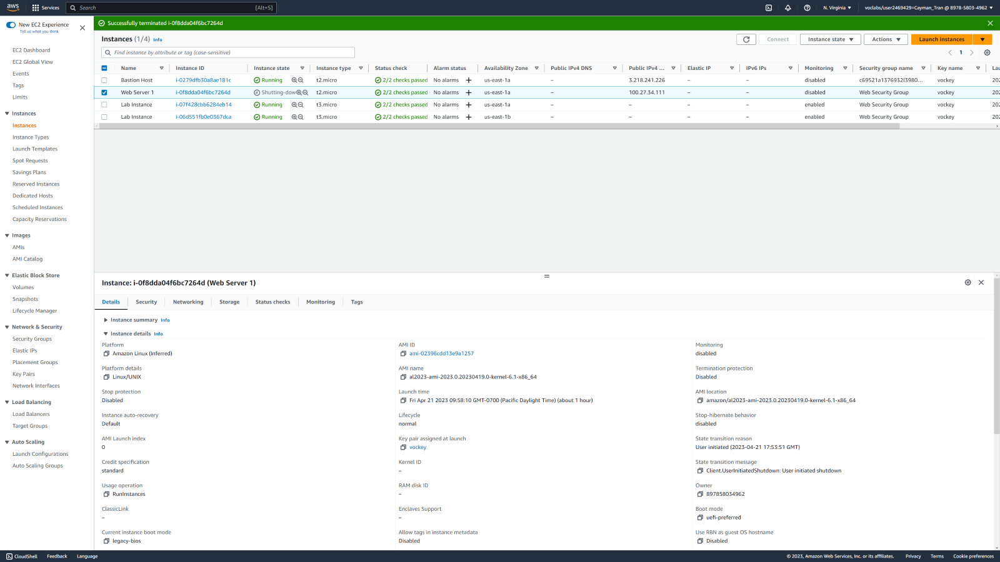 aws Services Search [Alt+S] N. Virginia voclabs/user2469429=Cayman_Tran @ 8978-5803-4962
New EC2 Experience
Tell us what you think
EC2 Dashboard
EC2 Global View
Events
Tags
Limits
Instances
Instances
Instance Types
Launch Templates
Spot Requests
Savings Plans
Reserved Instances
Dedicated Hosts
Scheduled Instances
Capacity Reservations
Images
AMIs
AMI Catalog
Elastic Block Store
Volumes
Snapshots
Lifecycle Manager
Network & Security
Security Groups
Elastic IPs
Placement Groups
Key Pairs
Network Interfaces
Load Balancing
Load Balancers
Target Groups
Auto Scaling
Launch Configurations
Auto Scaling Groups
Successfully terminated i-0f8dda04f6bc7264d
Instances (1/4) Info Connect Instance state Actions Launch instances
Find instance by attribute or tag (case-sensitive) 1
Name Instance ID Instance state Instance type Status check Alarm status Availability Zone Public IPv4 DNS Public IPv4 ... Elastic IP IPv6 IPs Monitoring Security group name Key name Lau
Bastion Host i-0279dfb30a8ae181c Running t2.micro 2/2 checks passed No alarms + us-east-1a – 3.218.241.226 – – disabled c69521a1376932l3980... vockey 202
Web Server 1 i-0f8dda04f6bc7264d Shutting-dow t2.micro 2/2 checks passed No alarms + us-east-1a – 100.27.34.111 – – disabled Web Security Group vockey 202
Lab Instance i-07f428cbb6284eb14 Running t3.micro 2/2 checks passed No alarms + us-east-1a – – – – enabled Web Security Group vockey 202
Lab Instance i-06d551fb0e0367dca Running t3.micro 2/2 checks passed No alarms + us-east-1b – – – – enabled Web Security Group vockey 202
Instance: i-0f8dda04f6bc7264d (Web Server 1)
Details Security Networking Storage Status checks Monitoring Tags
Instance summary Info
Instance details Info
Platform AMI ID Monitoring
Amazon Linux (Inferred) ami-02396cdd13e9a1257 disabled
Platform details AMI name Termination protection
Linux/UNIX al2023-ami-2023.0.20230419.0-kernel-6.1-x86_64 Disabled
Stop protection Launch time AMI location
Disabled Fri Apr 21 2023 09:58:10 GMT-0700 (Pacific Daylight Time) (about 1 hour) amazon/al2023-ami-2023.0.20230419.0-kernel-6.1-x86_64
Instance auto-recovery Lifecycle Stop-hibernate behavior
Default normal disabled
AMI Launch index Key pair assigned at launch State transition reason
0 vockey User initiated (2023-04-21 17:53:51 GMT)
Credit specification Kernel ID State transition message
standard – Client.UserInitiatedShutdown: User initiated shutdown
Usage operation RAM disk ID Owner
RunInstances – 897858034962
ClassicLink Enclaves Support Boot mode
– – uefi-preferred
Current instance boot mode Allow tags in instance metadata Use RBN as guest OS hostname
legacy-bios Disabled Disabled
CloudShell Feedback Language © 2023, Amazon Web Services, Inc. or its affiliates. Privacy Terms Cookie preferences